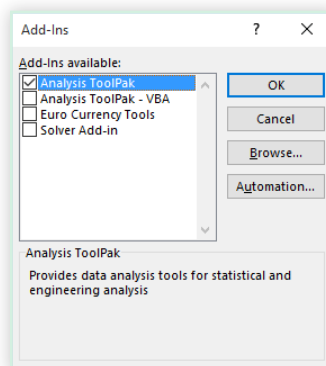 Add-Ins ? ×
Add-Ins available:
Analysis ToolPak
Analysis ToolPak - VBA
Euro Currency Tools
Solver Add-in
OK
Cancel
Browse...
Automation...
Analysis ToolPak
Provides data analysis tools for statistical and
engineering analysis